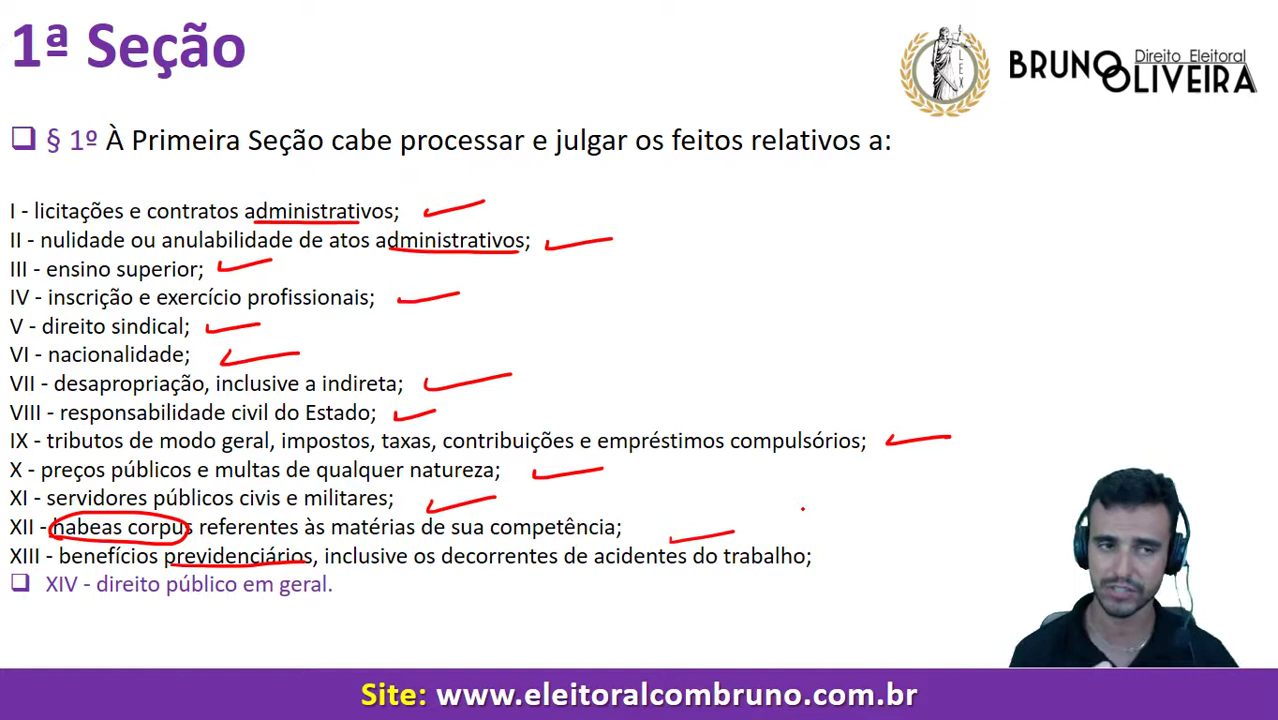 1ª Seção
LEX
BRUNO OLIVEIRA
Direito Eleitoral
§ 1º À Primeira Seção cabe processar e julgar os feitos relativos a:
I - licitações e contratos administrativos;
II - nulidade ou anulabilidade de atos administrativos;
III - ensino superior;
IV - inscrição e exercício profissionais;
V - direito sindical;
VI - nacionalidade;
VII - desapropriação, inclusive a indireta;
VIII - responsabilidade civil do Estado;
IX - tributos de modo geral, impostos, taxas, contribuições e empréstimos compulsórios;
X - preços públicos e multas de qualquer natureza;
XI - servidores públicos civis e militares;
XII - habeas corpus referentes às matérias de sua competência;
XIII - benefícios previdenciários, inclusive os decorrentes de acidentes do trabalho;
XIV - direito público em geral.
Site: www.eleitoralcombruno.com.br